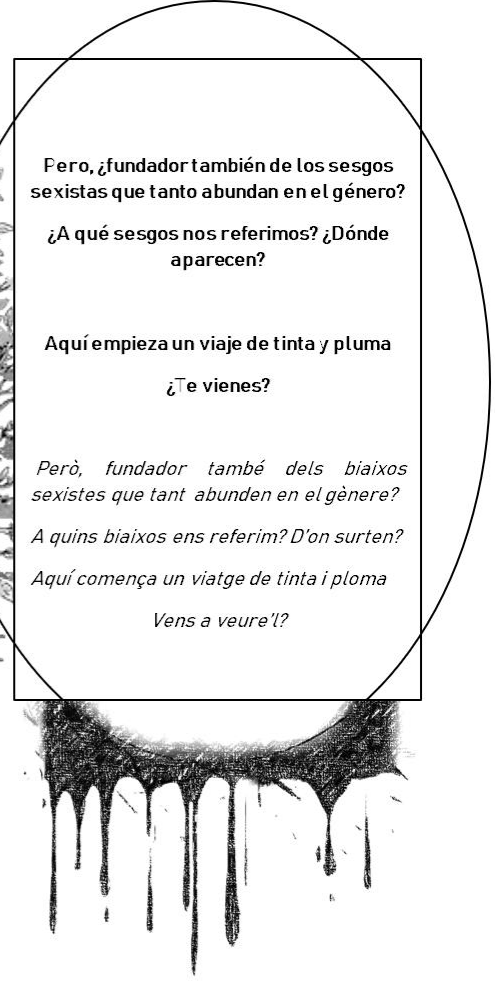 Pero, ¿fundador también de los sesgos
sexistas que tanto abundan en el género?
¿A qué sesgos nos referimos? ¿Dónde
aparecen?
Aquí empieza un viaje de tinta y pluma
¿Te vienes?
Però, fundador també dels biaixos
sexistes que tant abunden en el gènere?
A quins biaixos ens referim? D'on surten?
Aquí comença un viatge de tinta i ploma
Vens a veure'l?